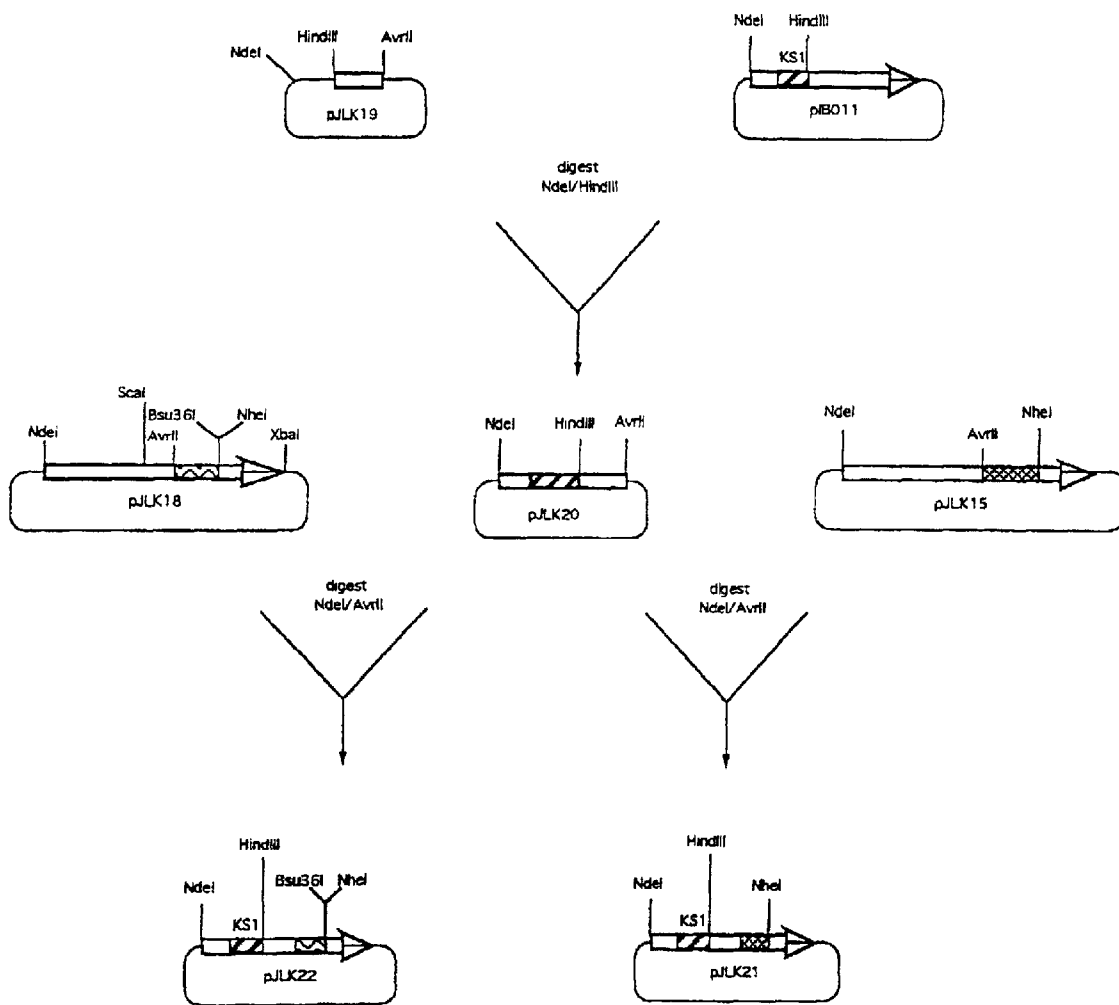 HindIII
AvrII
NdeI
pJLK19
NdeI
HindIII
KS1
pIB011
digest
NdeI/HindIII
ScaI
Bsu36I
NheI
NdeI
AvrII
XbaI
pJLK18
NdeI
HindIII
AvrII
pJLK20
NdeI
NheI
AvrII
pJLK15
digest
NdeI/AvrII
digest
NdeI/AvrII
HindIII
Bsu36I
NheI
NdeI
KS1
pJLK22
HindIII
NdeI
NheI
KS1
pJLK21